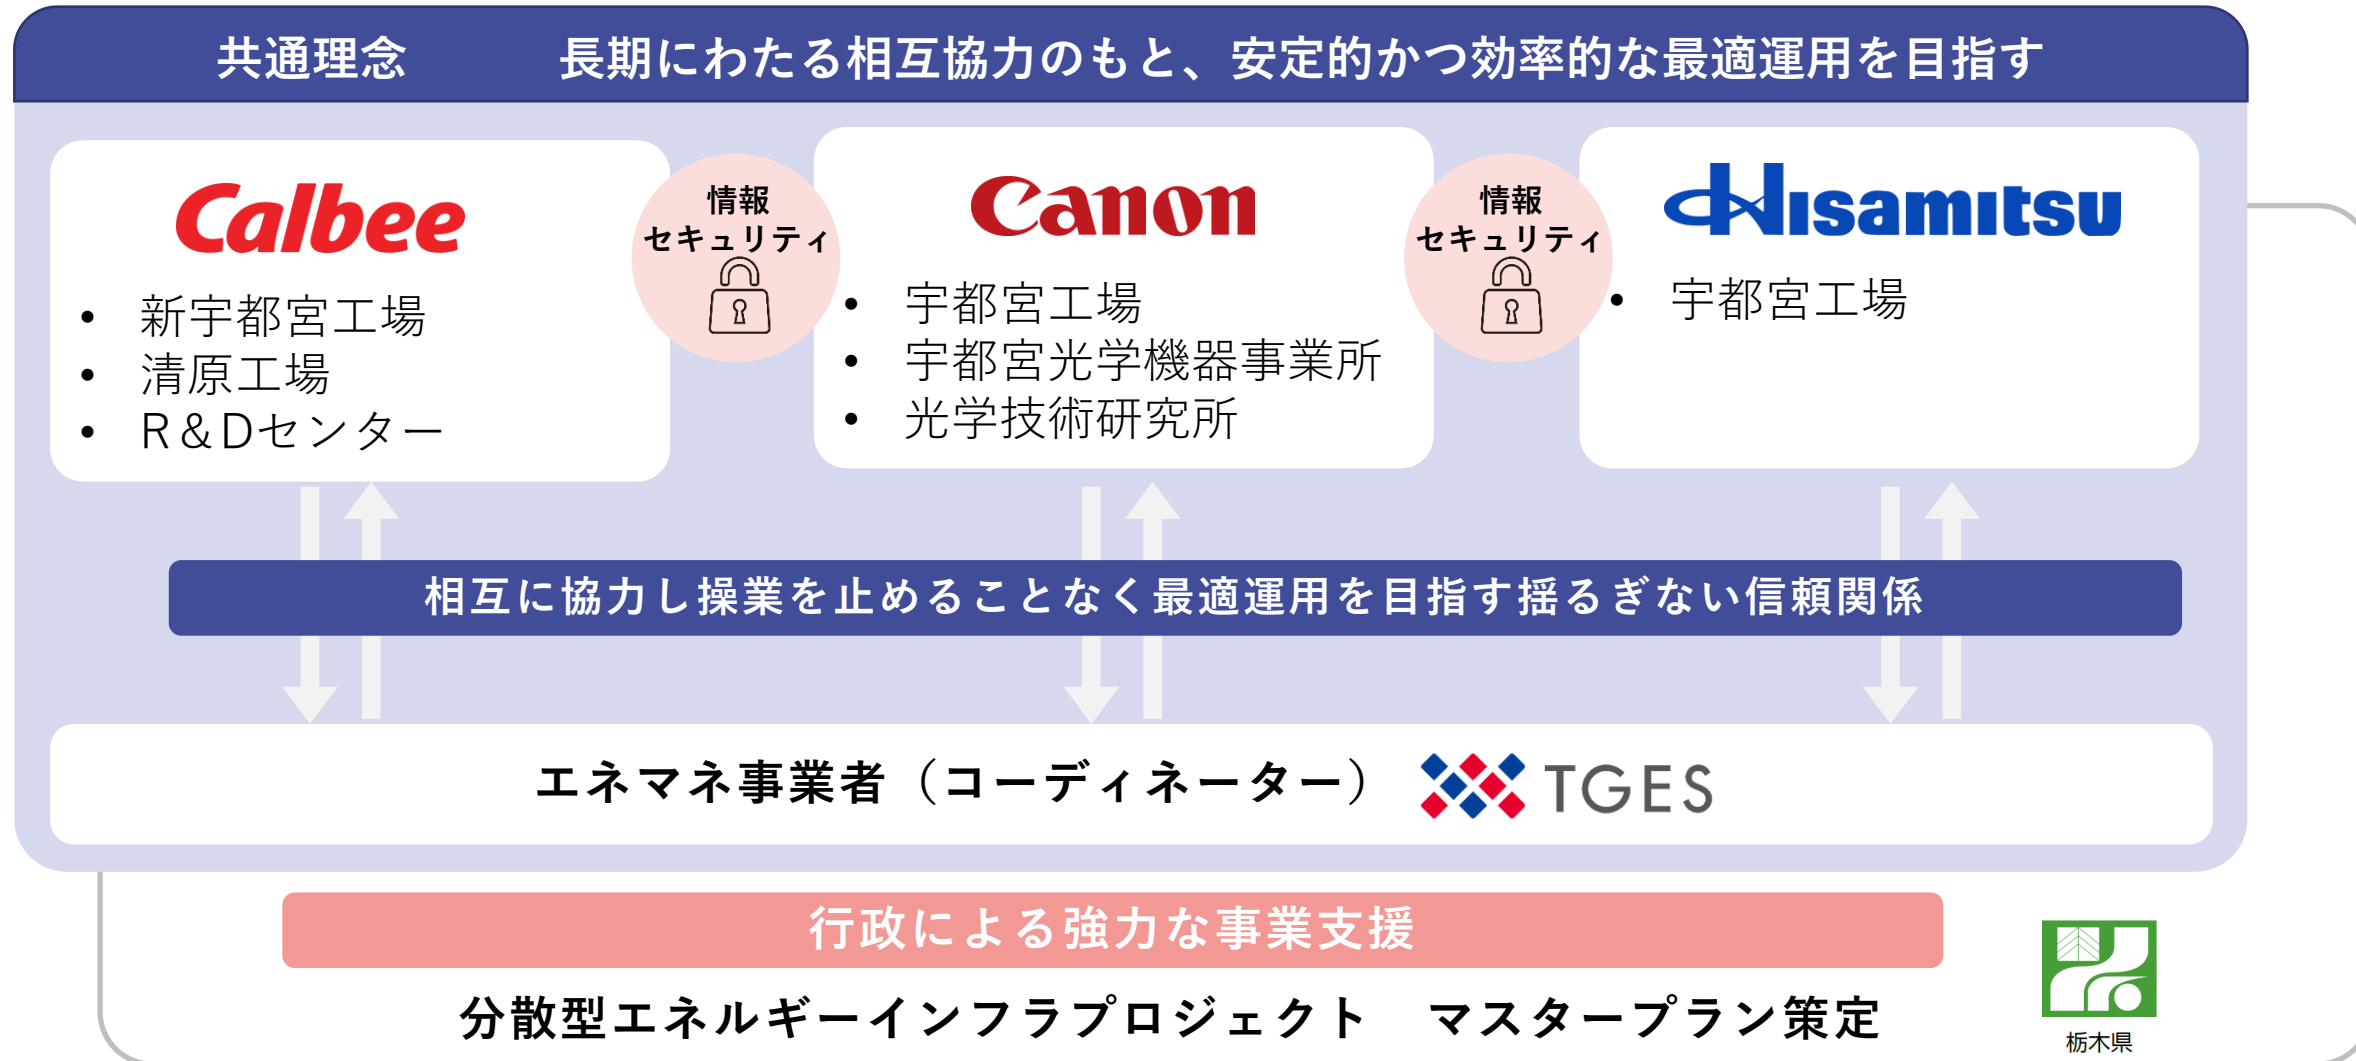 共通理念　長期にわたる相互協力のもと、安定的かつ効率的な最適運用を目指す
Calbee
• 新宇都宮工場
• 清原工場
• R&Dセンター
情報
セキュリティ
Canon
• 宇都宮工場
• 宇都宮光学機器事業所
• 光学技術研究所
情報
セキュリティ
Hisamitsu
• 宇都宮工場
相互に協力し操業を止めることなく最適運用を目指す揺るぎない信頼関係
エネマネ事業者（コーディネーター） TGES
行政による強力な事業支援
分散型エネルギーインフラプロジェクト　マスタープラン策定
栃木県